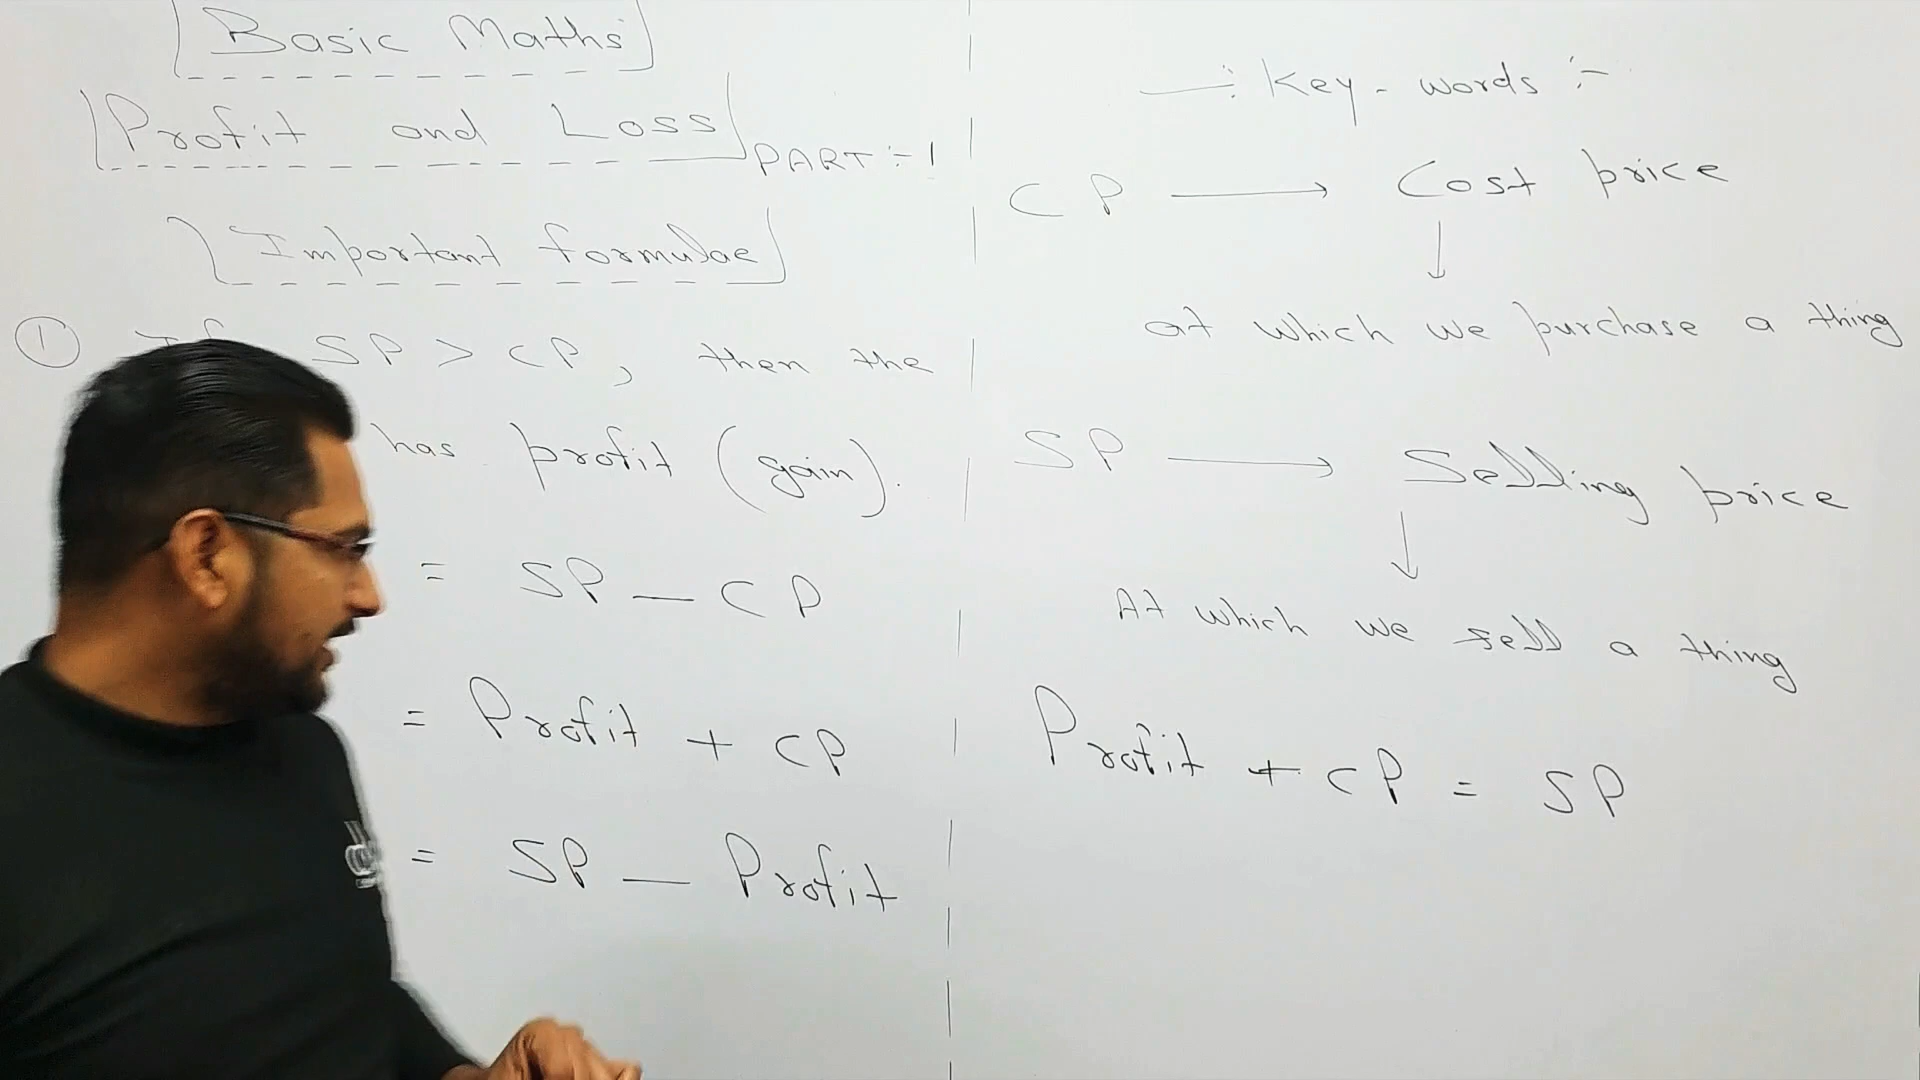 Basic Maths
Profit and Loss
PART :- 1
Important formulae
① If SP > CP, then the
has profit (gain).
= SP - CP
= Profit + CP
= SP - Profit
—: Key-words :-
CP → Cost price
↓
at which we purchase a thing
SP → Selling price
↓
At which we sell a thing
Profit + CP = SP